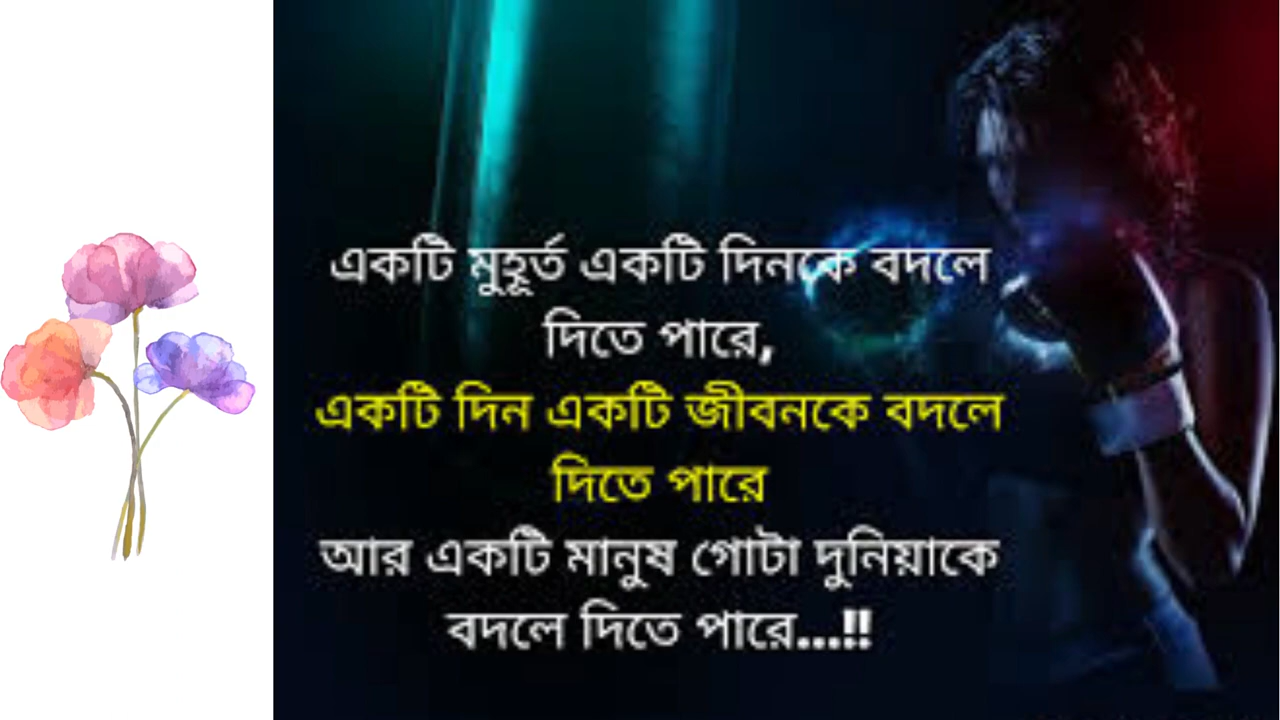 একটি মুহূর্ত একটি দিনকে বদলে
দিতে পারে,
একটি দিন একটি জীবনকে বদলে
দিতে পারে
আর একটি মানুষ গোটা দুনিয়াকে
বদলে দিতে পারে...!!